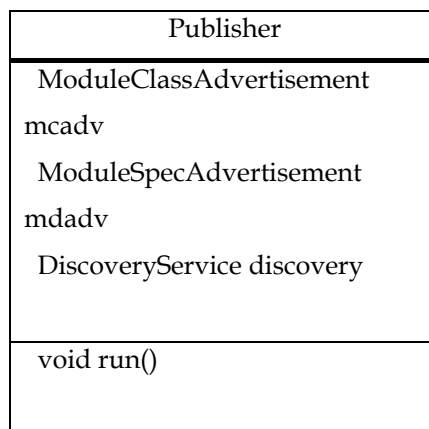 Publisher
ModuleClassAdvertisement
mcadv
ModuleSpecAdvertisement
mdadv
DiscoveryService discovery
void run()